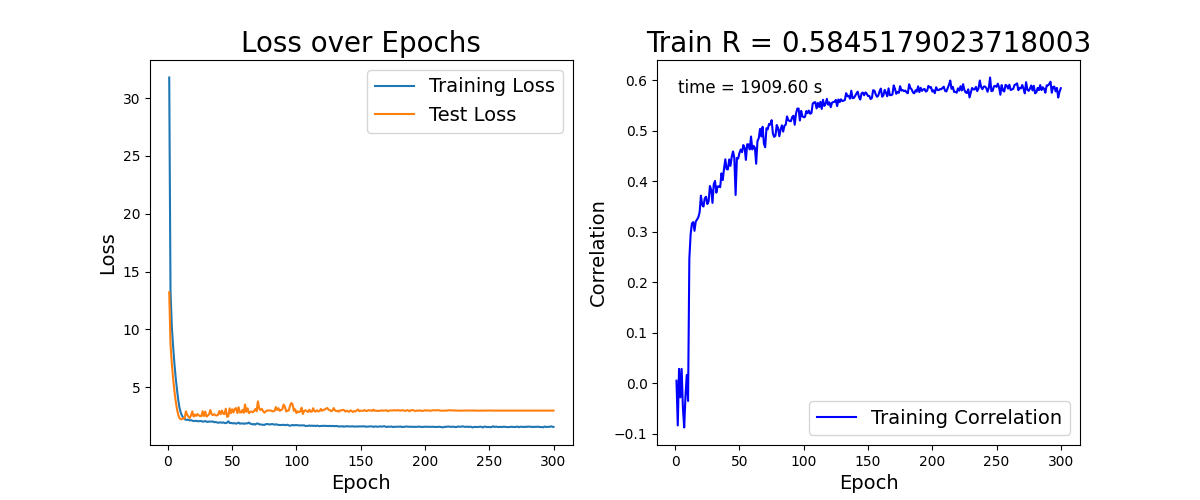 Loss over Epochs
Training Loss
Test Loss
30
25
20
15
10
5
Loss
0
50
100
150
200
250
300
Epoch
Train R = 0.5845179023718003
time = 1909.60 s
0.6
0.5
0.4
0.3
0.2
0.1
0.0
−0.1
Correlation
Training Correlation
0
50
100
150
200
250
300
Epoch